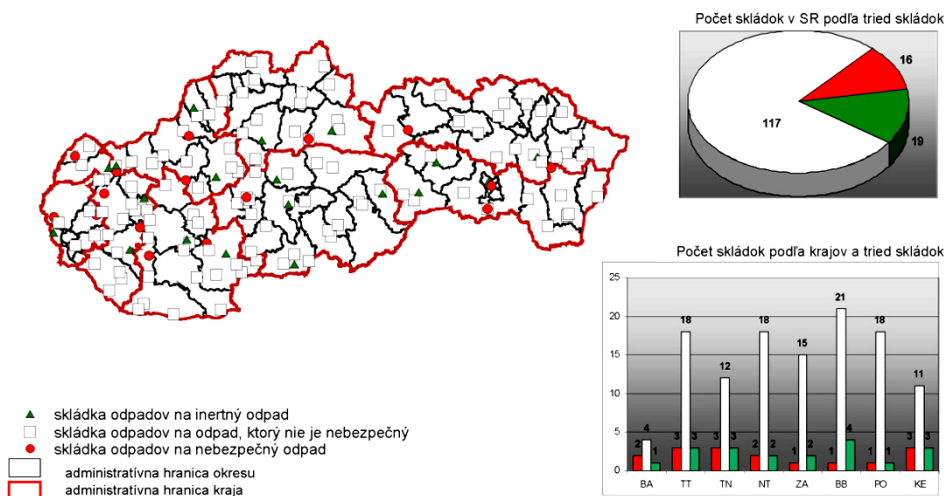 Počet skládok v SR podľa tried skládok
16
117
19
Počet skládok podľa krajov a tried skládok
25
20
15
10
5
0
2 4 1
3 18 3
3 12 3
2 18 2
1 15 2
1 21 4
1 18 1
3 11 3
BA TT TN NT ZA BB PO KE
skládka odpadov na inertný odpad
skládka odpadov na odpad, ktorý nie je nebezpečný
skládka odpadov na nebezpečný odpad
administratívna hranica okresu
administratívna hranica kraja